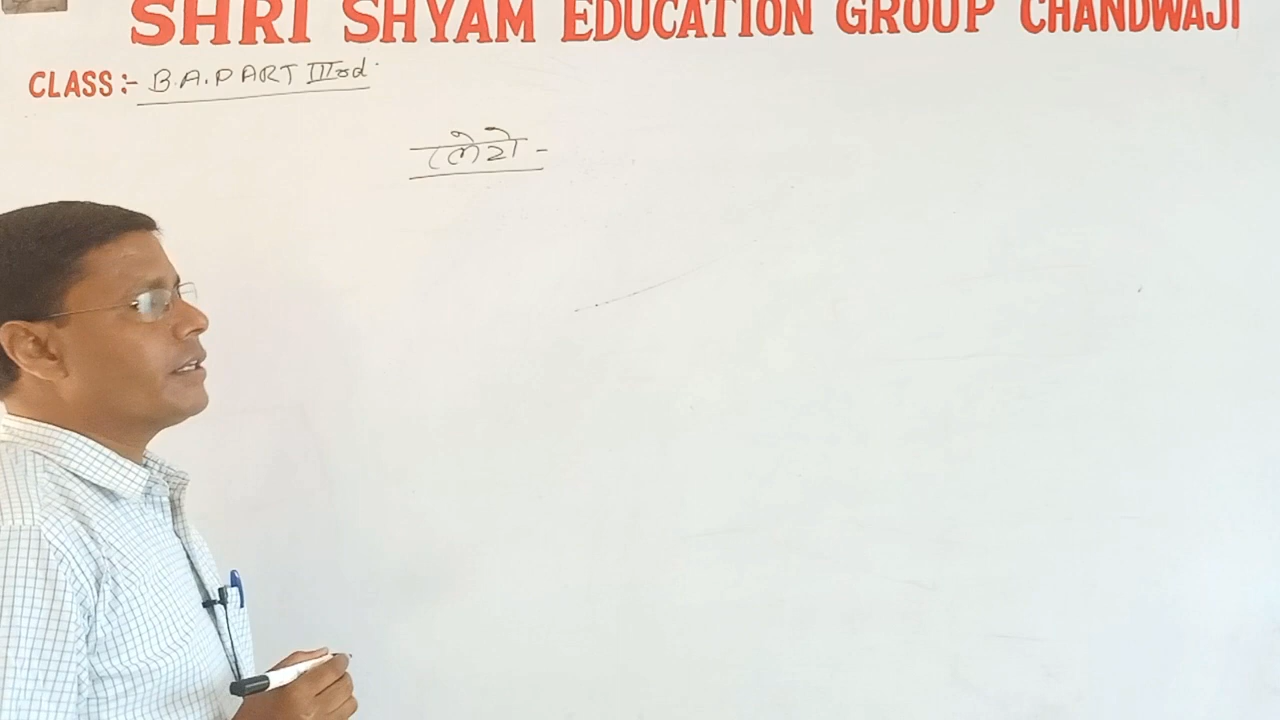 SHRI SHYAM EDUCATION GROUP CHANDWAJI
CLASS:- B.A. PART IIIrd.
प्लेटो -